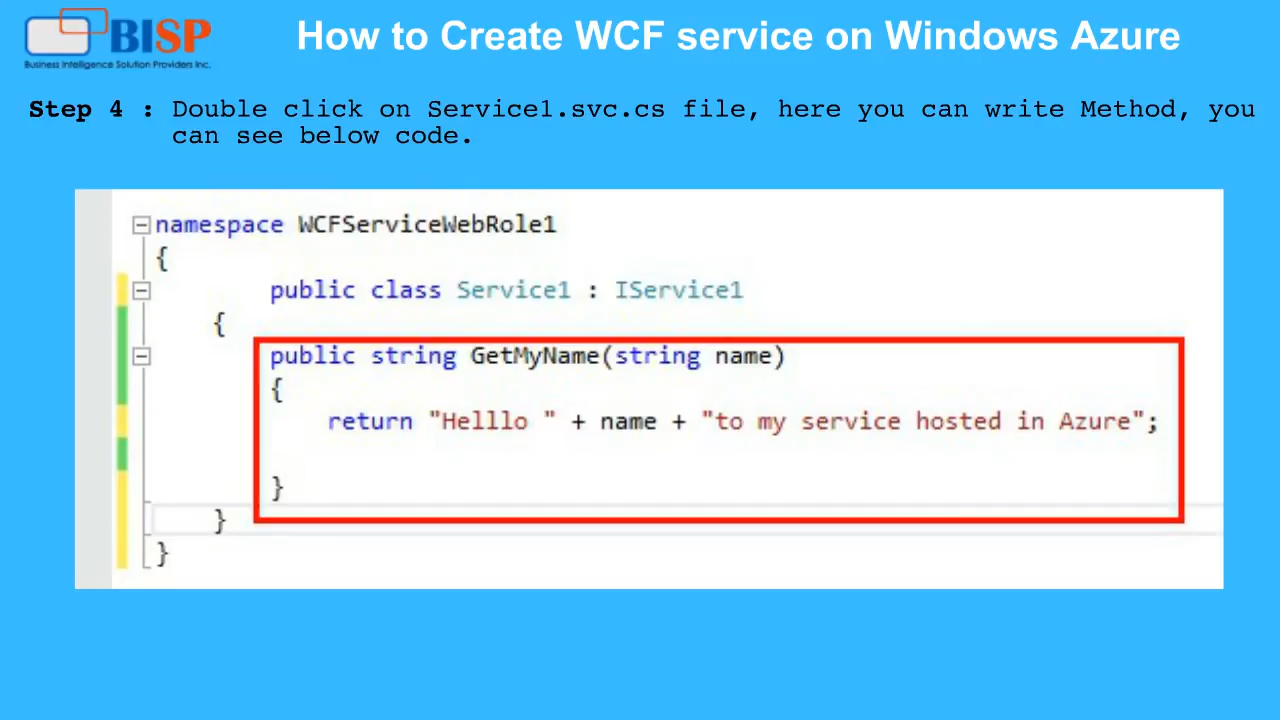 BISP
Business Intelligence Solution Providers Inc.
How to Create WCF service on Windows Azure
Step 4 : Double click on Service1.svc.cs file, here you can write Method, you
can see below code.
namespace WCFServiceWebRole1
{
public class Service1 : IService1
{
public string GetMyName(string name)
{
return "Helllo " + name + "to my service hosted in Azure";
}
}
}